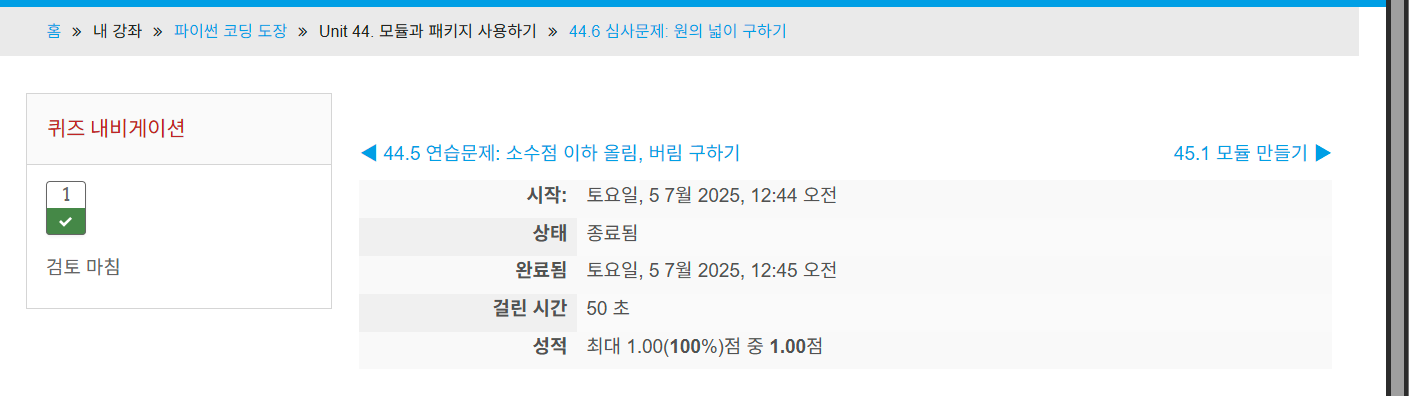 홈 » 내 강좌 » 파이썬 코딩 도장 » Unit 44. 모듈과 패키지 사용하기 » 44.6 심사문제: 원의 넓이 구하기
퀴즈 내비게이션
1
검토 마침
◀ 44.5 연습문제: 소수점 이하 올림, 버림 구하기
45.1 모듈 만들기 ▶
시작: 토요일, 5 7월 2025, 12:44 오전
상태 종료됨
완료됨 토요일, 5 7월 2025, 12:45 오전
걸린 시간 50 초
성적 최대 1.00(100%)점 중 1.00점